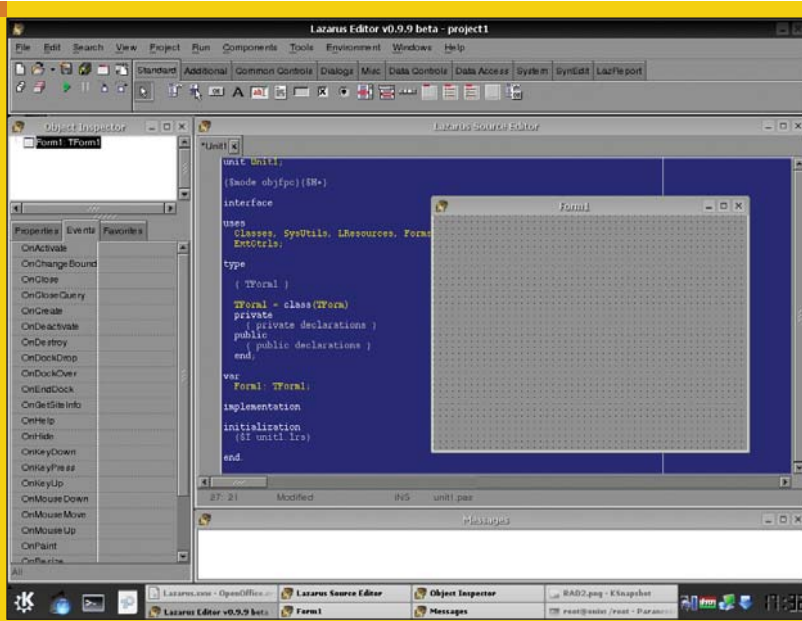 Lazarus Editor v0.9.9 beta - project1
File Edit Search View Project Run Components Tools Environment Windows Help
Standard Additional Common Controls Dialogs Misc Data Controls Data Access System SynEdit LazReport
Object Inspector
Form1: TForm1
Properties Events Favorites
OnActivate
OnChangeBound
OnClose
OnCloseQuery
OnCreate
OnDeactivate
OnDestroy
OnDockDrop
OnDockOver
OnEndDock
OnGetSiteInfo
OnHelp
OnHide
OnKeyDown
OnKeyPress
OnKeyUp
OnMouseDown
OnMouseMove
OnMouseUp
OnPaint
OnResize
All
Lazarus Source Editor
*Unit1
unit Unit1;
{$mode objfpc}{$H+}
interface
uses
Classes, SysUtils, LResources, Forms
ExtCtrls;
type
{ TForm1 }
TForm1 = class(TForm)
private
{ private declarations }
public
{ public declarations }
end;
var
Form1: TForm1;
implementation
initialization
{$I unit1.lrs}
end.
27: 21 Modified INS unit1.pas
Form1
Messages
Lazarus.sxw - OpenOffice. Lazarus Source Editor Object Inspector RAD2.png - KSnapshot
Lazarus Editor v0.9.9 beta Form1 Messages